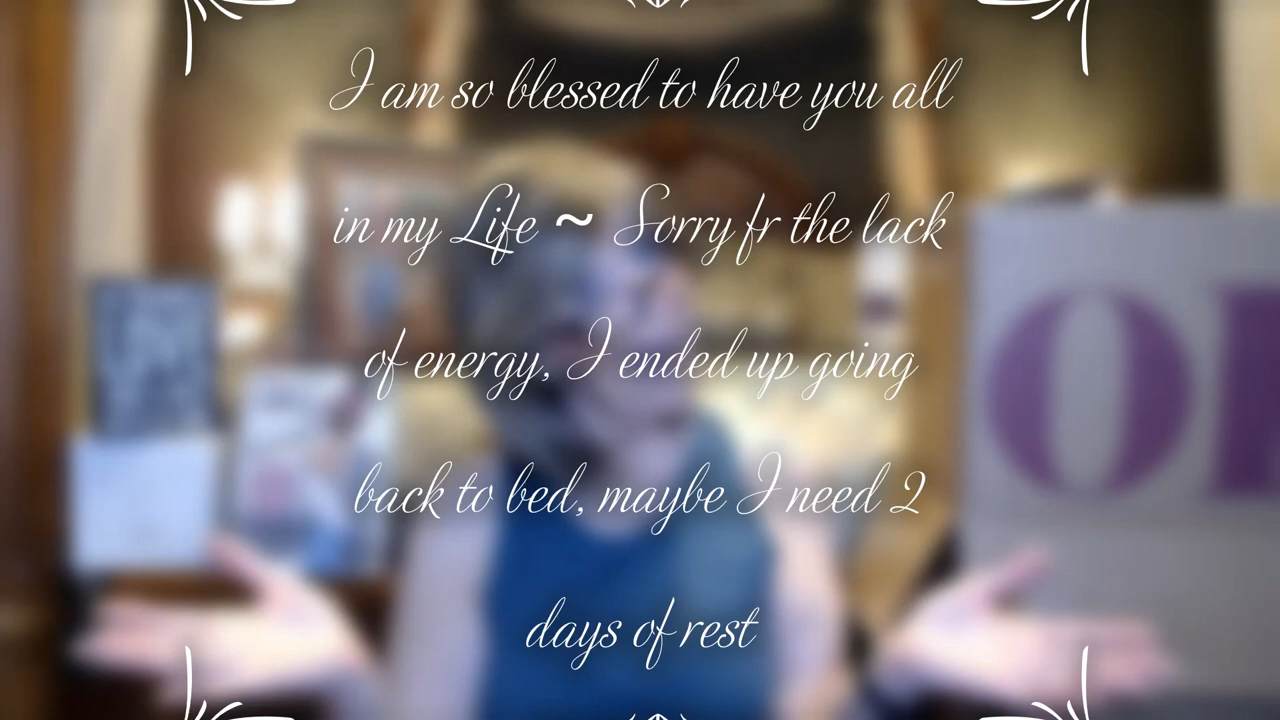 I am so blessed to have you all
in my Life ~ Sorry fr the lack
of energy, I ended up going
back to bed, maybe I need 2
days of rest